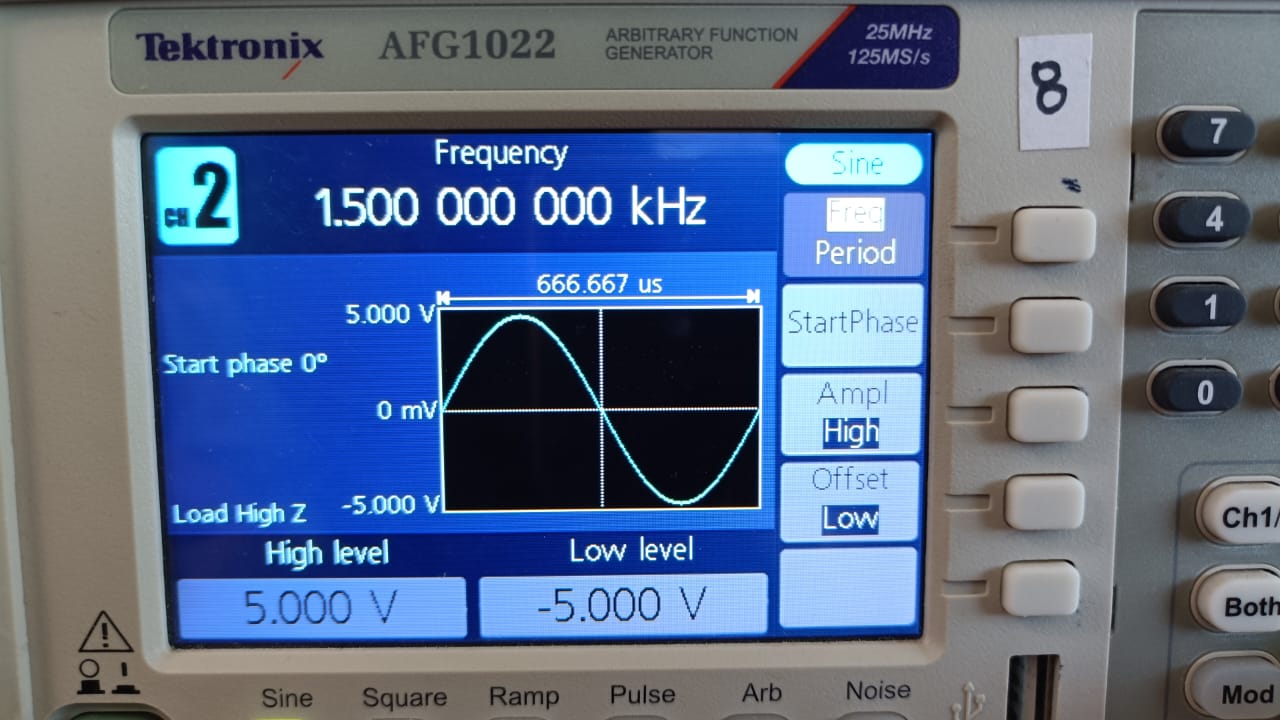 Tektronix AFG1022 ARBITRARY FUNCTION GENERATOR
25MHz
125MS/s
8
CH 2
Frequency
1.500 000 000 kHz
Sine
Freq
Period
StartPhase
Ampl
High
Offset
Low
666.667 us
5.000 V
Start phase 0°
0 mV
Load High Z
-5.000 V
High level
Low level
5.000 V
-5.000 V
Sine Square Ramp Pulse Arb Noise
7
4
1
0
Ch1/
Both
Mod